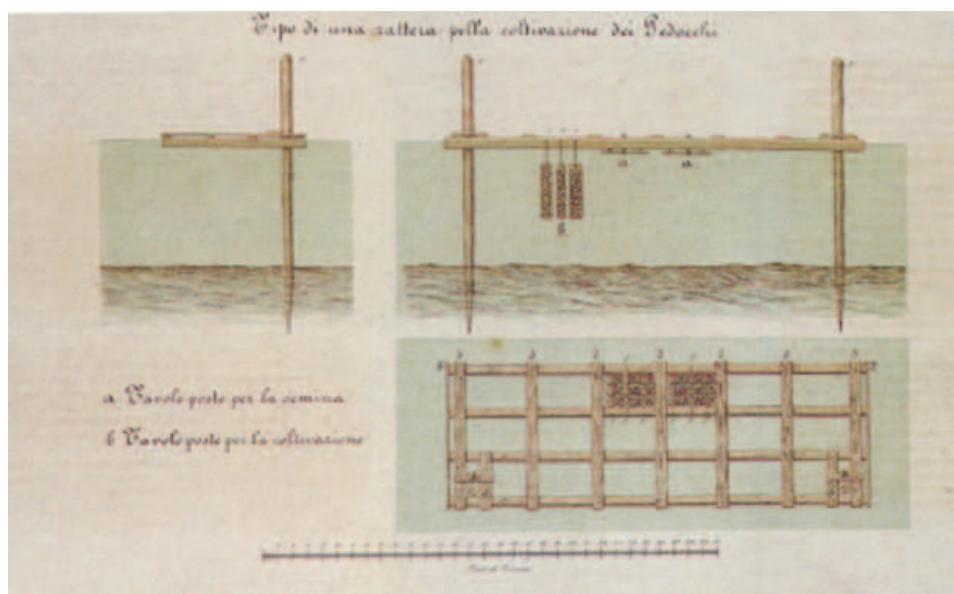 Tipo di una zattera pella coltivazione dei Pedocchi
a
a
b
a Tavole poste per la semina
b Tavole poste per la coltivazione